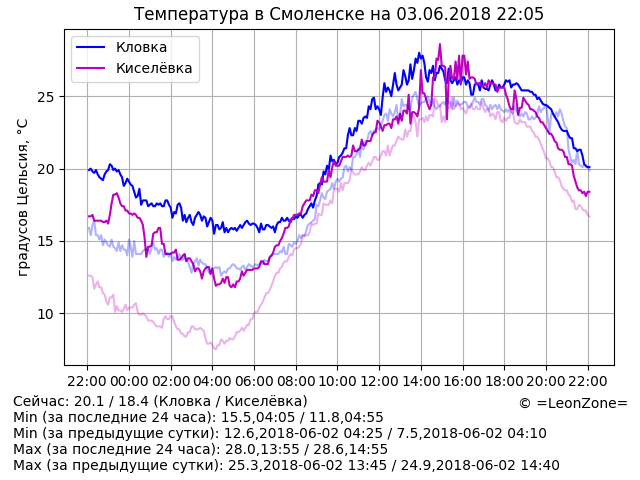 Температура в Смоленске на 03.06.2018 22:05
Кловка
Киселёвка
градусов Цельсия, °C
25
20
15
10
22:00 00:00 02:00 04:00 06:00 08:00 10:00 12:00 14:00 16:00 18:00 20:00 22:00
Сейчас: 20.1 / 18.4 (Кловка / Киселёвка)
© =LeonZone=
Min (за последние 24 часа): 15.5,04:05 / 11.8,04:55
Min (за предыдущие сутки): 12.6,2018-06-02 04:25 / 7.5,2018-06-02 04:10
Max (за последние 24 часа): 28.0,13:55 / 28.6,14:55
Max (за предыдущие сутки): 25.3,2018-06-02 13:45 / 24.9,2018-06-02 14:40